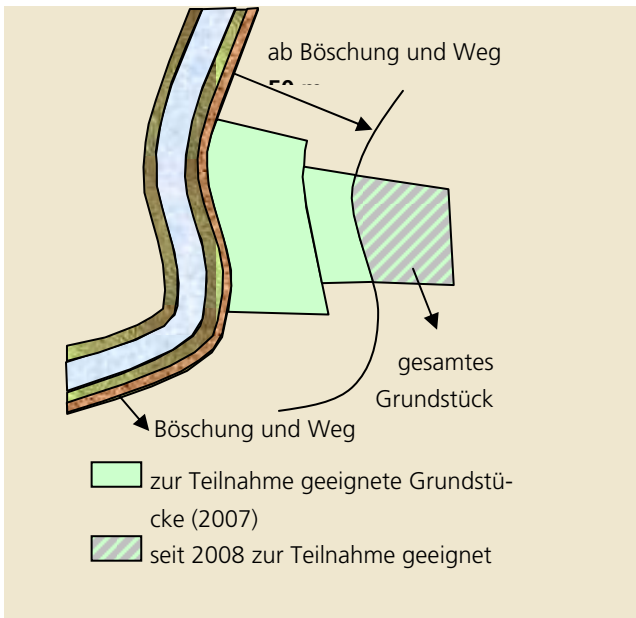 ab Böschung und Weg
50 m
gesamtes
Grundstück
Böschung und Weg
zur Teilnahme geeignete Grundstü-
cke (2007)
seit 2008 zur Teilnahme geeignet